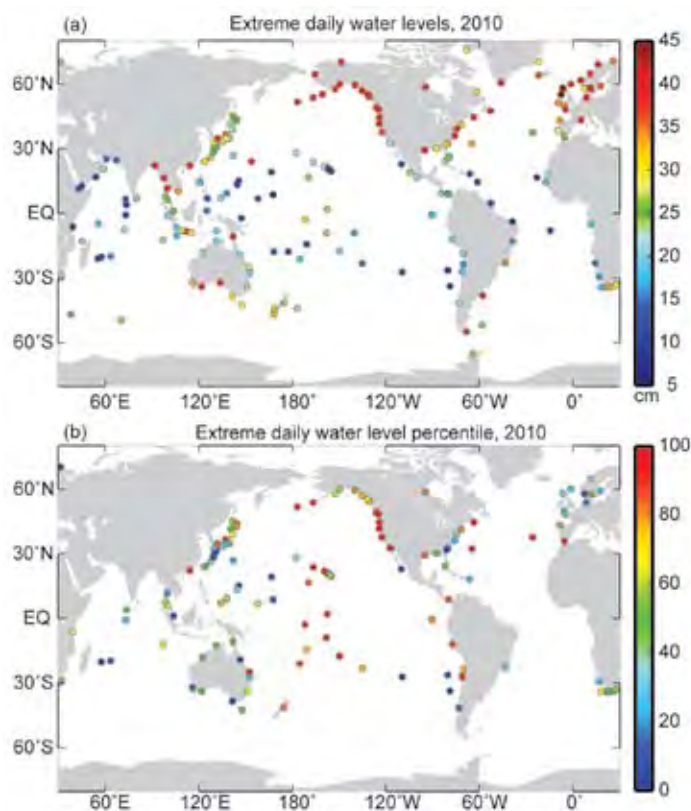 (a) Extreme daily water levels, 2010
45
60°N
40
35
30°N
30
EQ
25
20
30°S
15
60°S
10
5
60°E 120°E 180° 120°W 60°W 0° cm
(b) Extreme daily water level percentile, 2010
100
60°N
80
30°N
60
EQ
40
30°S
20
60°S
0
60°E 120°E 180° 120°W 60°W 0°